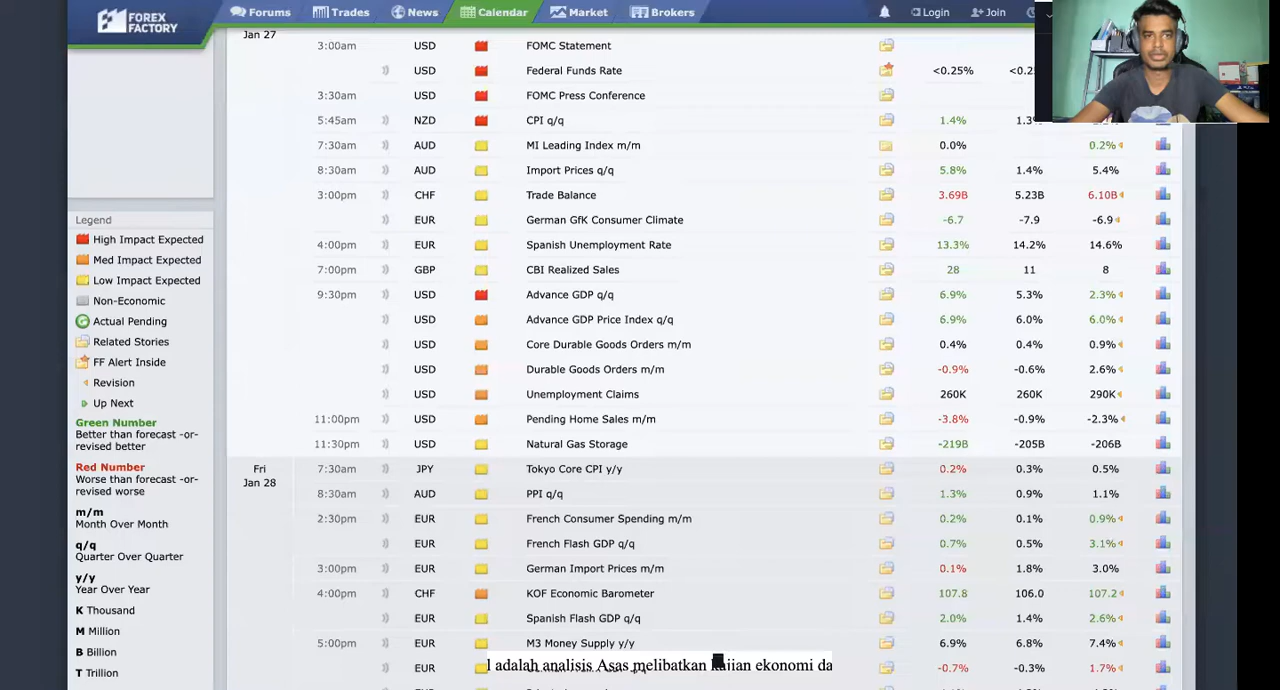 FOREX FACTORY
Forums Trades News Calendar Market Brokers Login Join
Jan 27
3:00am USD FOMC Statement
USD Federal Funds Rate <0.25%
3:30am USD FOMC Press Conference
5:45am NZD CPI q/q 1.4%
7:30am AUD MI Leading Index m/m 0.0% 0.2%
8:30am AUD Import Prices q/q 5.8% 1.4% 5.4%
3:00pm CHF Trade Balance 3.69B 5.23B 6.10B
EUR German GfK Consumer Climate -6.7 -7.9 -6.9
4:00pm EUR Spanish Unemployment Rate 13.3% 14.2% 14.6%
7:00pm GBP CBI Realized Sales 28 11 8
9:30pm USD Advance GDP q/q 6.9% 5.3% 2.3%
USD Advance GDP Price Index q/q 6.9% 6.0% 6.0%
USD Core Durable Goods Orders m/m 0.4% 0.4% 0.9%
USD Durable Goods Orders m/m -0.9% -0.6% 2.6%
USD Unemployment Claims 260K 260K 290K
11:00pm USD Pending Home Sales m/m -3.8% -0.9% -2.3%
11:30pm USD Natural Gas Storage -219B -205B -206B
Fri Jan 28
7:30am JPY Tokyo Core CPI y/y 0.2% 0.3% 0.5%
8:30am AUD PPI q/q 1.3% 0.9% 1.1%
2:30pm EUR French Consumer Spending m/m 0.2% 0.1% 0.9%
EUR French Flash GDP q/q 0.7% 0.5% 3.1%
3:00pm EUR German Import Prices m/m 0.1% 1.8% 3.0%
4:00pm CHF KOF Economic Barometer 107.8 106.0 107.2
EUR Spanish Flash GDP q/q 2.0% 1.4% 2.6%
5:00pm EUR M3 Money Supply y/y 6.9% 6.8% 7.4%
EUR -0.7% -0.3% 1.7%
l adalah analisis Asas melibatkan kajian ekonomi da
Legend
High Impact Expected
Med Impact Expected
Low Impact Expected
Non-Economic
Actual Pending
Related Stories
FF Alert Inside
Revision
Up Next
Green Number
Better than forecast -or-
revised better
Red Number
Worse than forecast -or-
revised worse
m/m
Month Over Month
q/q
Quarter Over Quarter
y/y
Year Over Year
K Thousand
M Million
B Billion
T Trillion